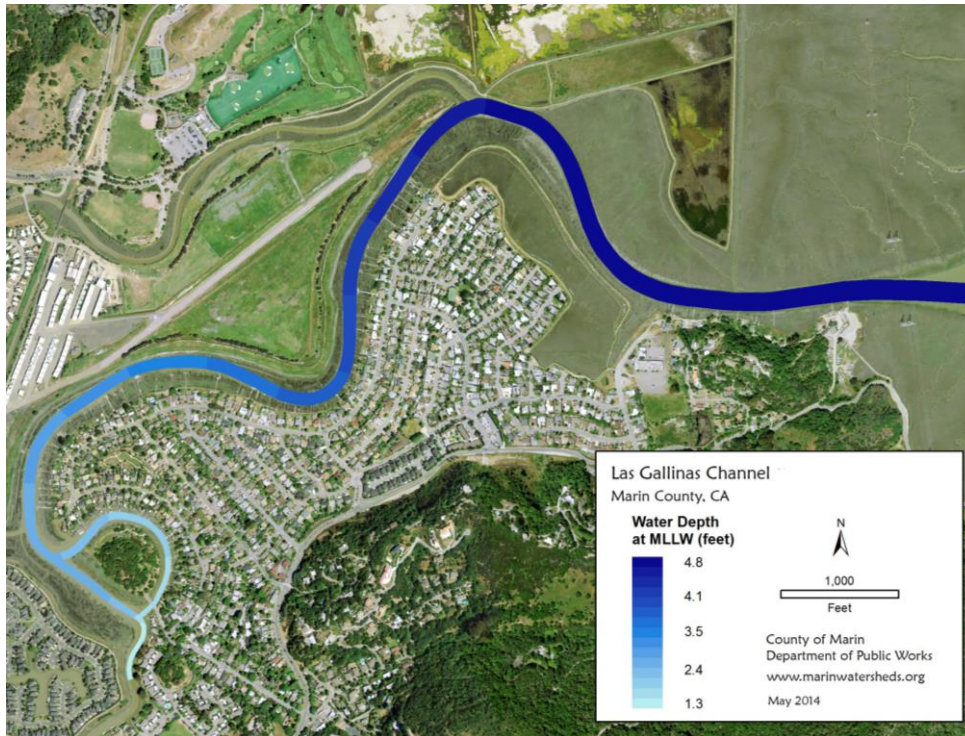 Las Gallinas Channel
Marin County, CA
Water Depth
at MLLW (feet)
4.8
4.1
3.5
2.4
1.3
N
1,000
Feet
County of Marin
Department of Public Works
www.marinwatersheds.org
May 2014